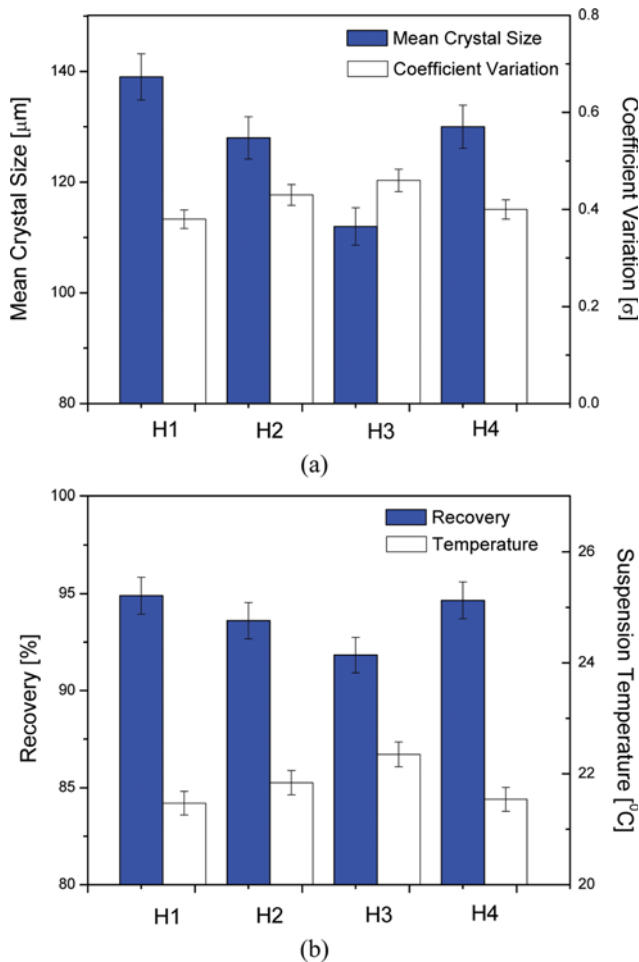 Mean Crystal Size
Coefficient Variation
Mean Crystal Size [μm]
140
120
100
80
0.8
0.6
0.4
0.2
0.0
Coefficient Variation [σ]
H1 H2 H3 H4
(a)
Recovery
Temperature
Recovery [%]
100
95
90
85
80
26
24
22
20
Suspension Temperature [⁰C]
H1 H2 H3 H4
(b)